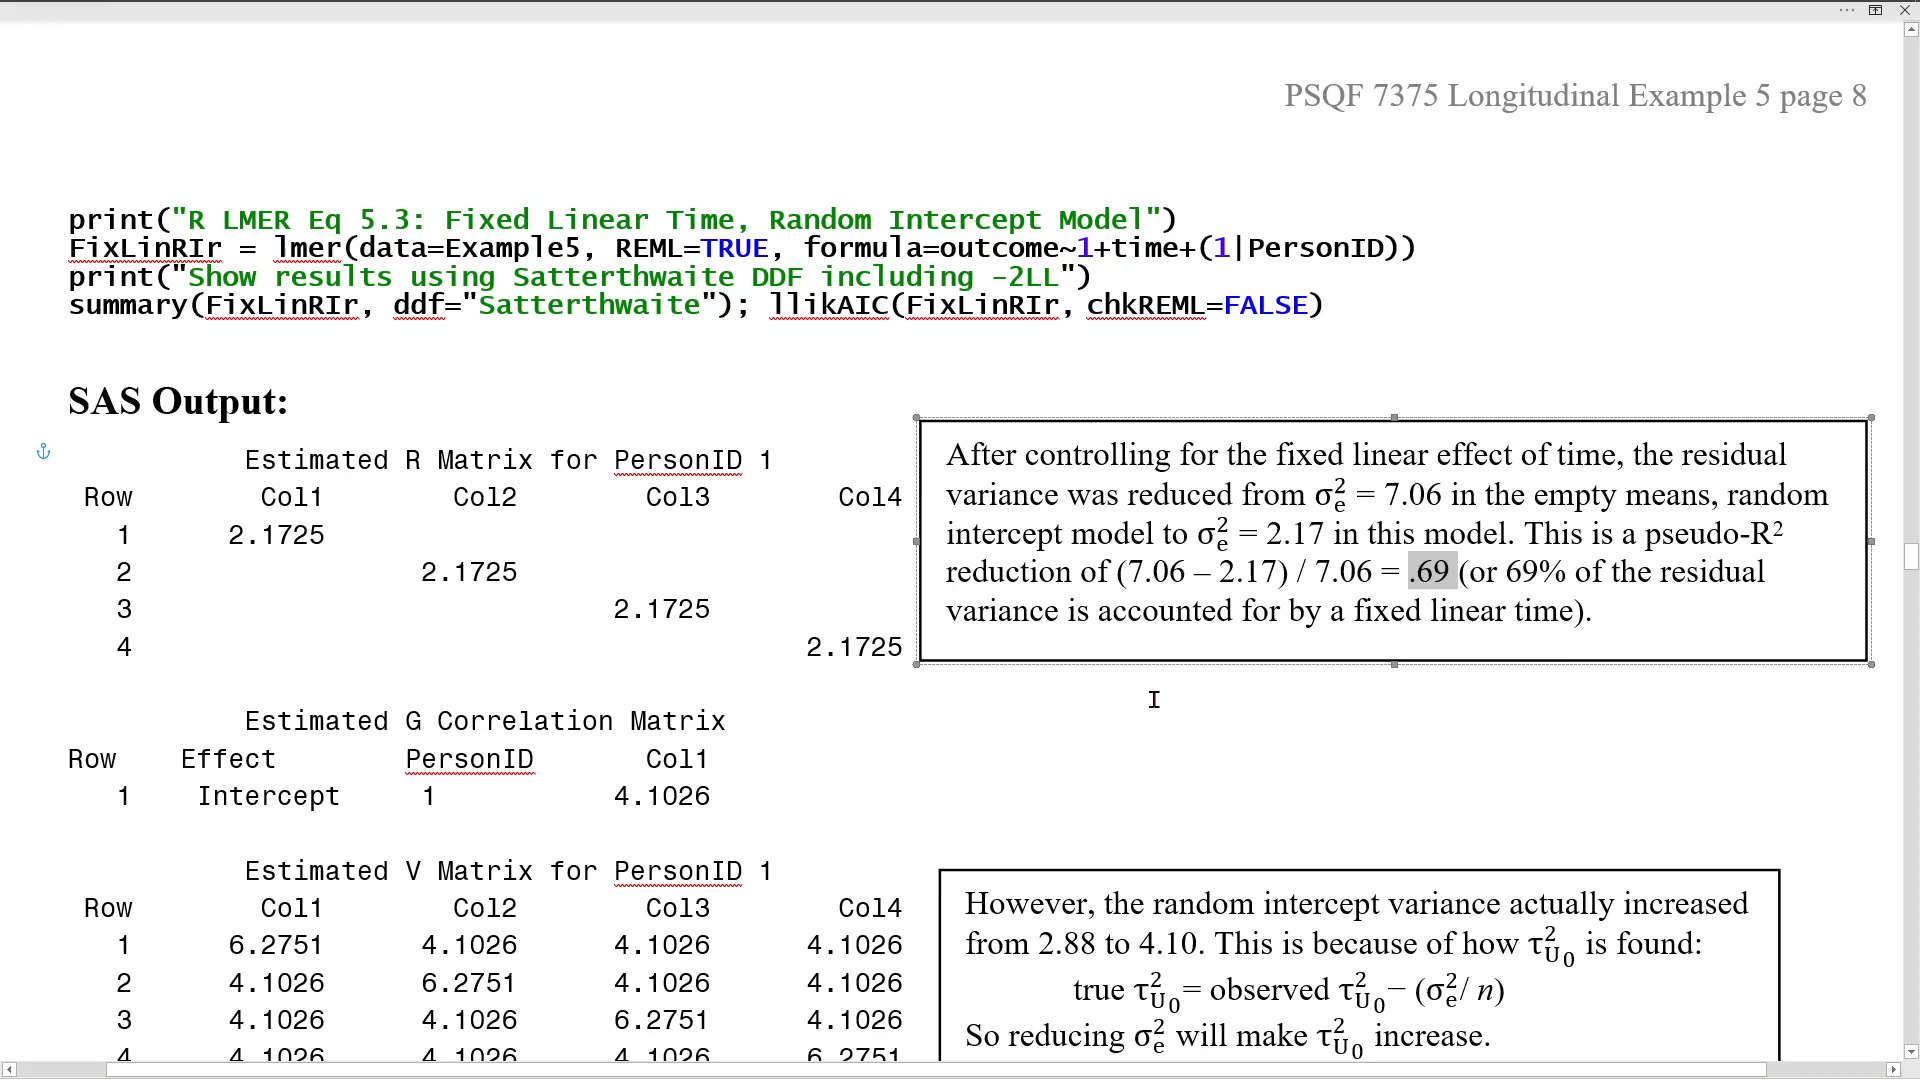 PSQF 7375 Longitudinal Example 5 page 8
print("R LMER Eq 5.3: Fixed Linear Time, Random Intercept Model")
FixLinRIr = lmer(data=Example5, REML=TRUE, formula=outcome~1+time+(1|PersonID))
print("Show results using Satterthwaite DDF including -2LL")
summary(FixLinRIr, ddf="Satterthwaite"); llikAIC(FixLinRIr, chkREML=FALSE)
SAS Output:
Estimated R Matrix for PersonID 1
Row Col1 Col2 Col3 Col4
1 2.1725
2 2.1725
3 2.1725
4 2.1725
After controlling for the fixed linear effect of time, the residual
variance was reduced from σ²ₑ = 7.06 in the empty means, random
intercept model to σ²ₑ = 2.17 in this model. This is a pseudo-R²
reduction of (7.06 – 2.17) / 7.06 = .69 (or 69% of the residual
variance is accounted for by a fixed linear time).
Estimated G Correlation Matrix
Row Effect PersonID Col1
1 Intercept 1 4.1026
Estimated V Matrix for PersonID 1
Row Col1 Col2 Col3 Col4
1 6.2751 4.1026 4.1026 4.1026
2 4.1026 6.2751 4.1026 4.1026
3 4.1026 4.1026 6.2751 4.1026
4 4.1026 4.1026 4.1026 6.2751
However, the random intercept variance actually increased
from 2.88 to 4.10. This is because of how τ²U₀ is found:
true τ²U₀= observed τ²U₀− (σ²ₑ/ n)
So reducing σ²ₑ will make τ²U₀ increase.